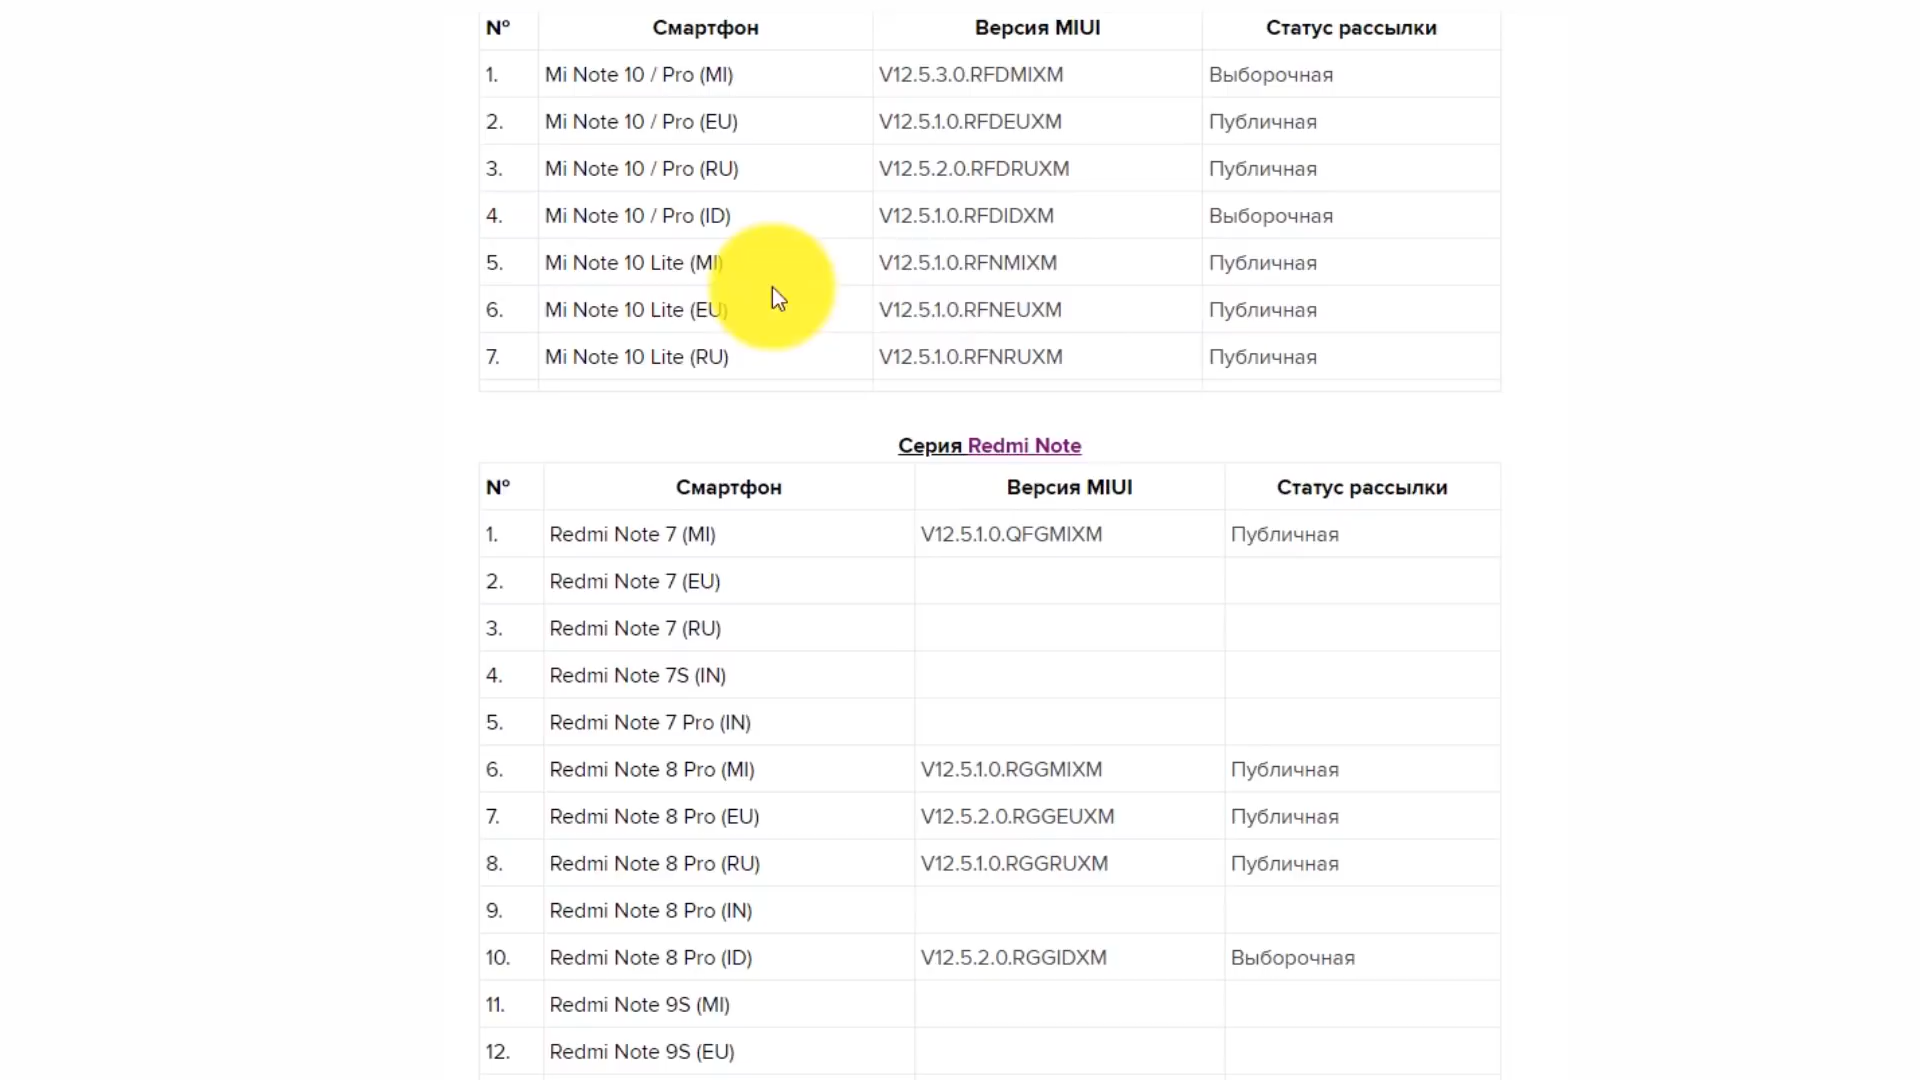 № Смартфон Версия MIUI Статус рассылки
1. Mi Note 10 / Pro (MI) V12.5.3.0.RFDMIXM Выборочная
2. Mi Note 10 / Pro (EU) V12.5.1.0.RFDEUXM Публичная
3. Mi Note 10 / Pro (RU) V12.5.2.0.RFDRUXM Публичная
4. Mi Note 10 / Pro (ID) V12.5.1.0.RFDIDXM Выборочная
5. Mi Note 10 Lite (MI) V12.5.1.0.RFNMIXM Публичная
6. Mi Note 10 Lite (EU) V12.5.1.0.RFNEUXM Публичная
7. Mi Note 10 Lite (RU) V12.5.1.0.RFNRUXM Публичная
Серия Redmi Note
№ Смартфон Версия MIUI Статус рассылки
1. Redmi Note 7 (MI) V12.5.1.0.QFGMIXM Публичная
2. Redmi Note 7 (EU)
3. Redmi Note 7 (RU)
4. Redmi Note 7S (IN)
5. Redmi Note 7 Pro (IN)
6. Redmi Note 8 Pro (MI) V12.5.1.0.RGGMIXM Публичная
7. Redmi Note 8 Pro (EU) V12.5.2.0.RGGEUXM Публичная
8. Redmi Note 8 Pro (RU) V12.5.1.0.RGGRUXM Публичная
9. Redmi Note 8 Pro (IN)
10. Redmi Note 8 Pro (ID) V12.5.2.0.RGGIDXM Выборочная
11. Redmi Note 9S (MI)
12. Redmi Note 9S (EU)